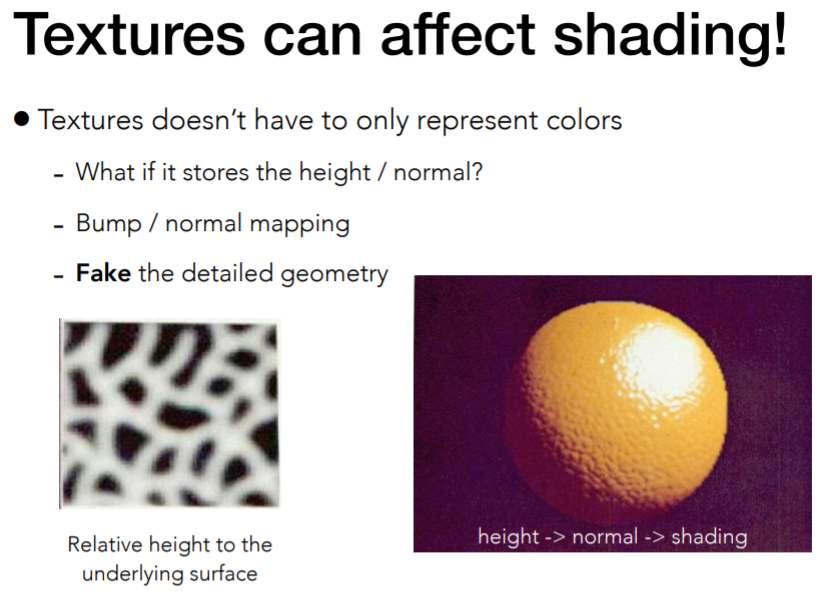 Textures can affect shading!
● Textures doesn't have to only represent colors
- What if it stores the height / normal?
- Bump / normal mapping
- Fake the detailed geometry
Relative height to the
underlying surface
height -> normal -> shading